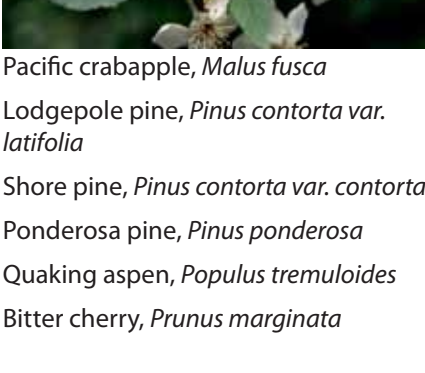 Pacific crabapple, Malus fusca
Lodgepole pine, Pinus contorta var.
latifolia
Shore pine, Pinus contorta var. contorta
Ponderosa pine, Pinus ponderosa
Quaking aspen, Populus tremuloides
Bitter cherry, Prunus marginata